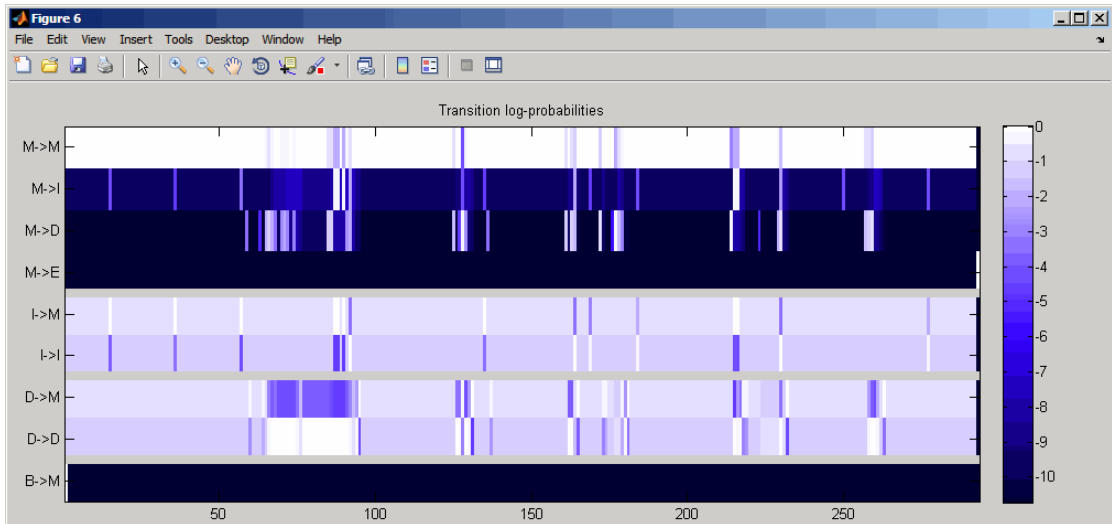 Figure 6
File Edit View Insert Tools Desktop Window Help
Transition log-probabilities
M->M
M->I
M->D
M->E
I->M
I->I
D->M
D->D
B->M
50 100 150 200 250
0
-1
-2
-3
-4
-5
-6
-7
-8
-9
-10